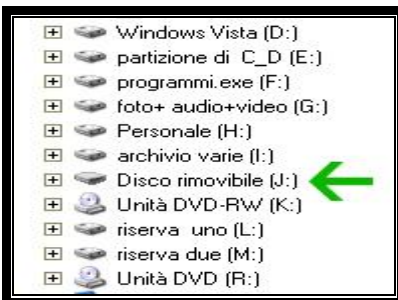 Windows Vista (D:)
partizione di C_D (E:)
programmi.exe (F:)
foto+ audio+video (G:)
Personale (H:)
archivio varie (I:)
Disco rimovibile (J:)
Unità DVD-RW (K:)
riserva uno (L:)
riserva due (M:)
Unità DVD (R:)